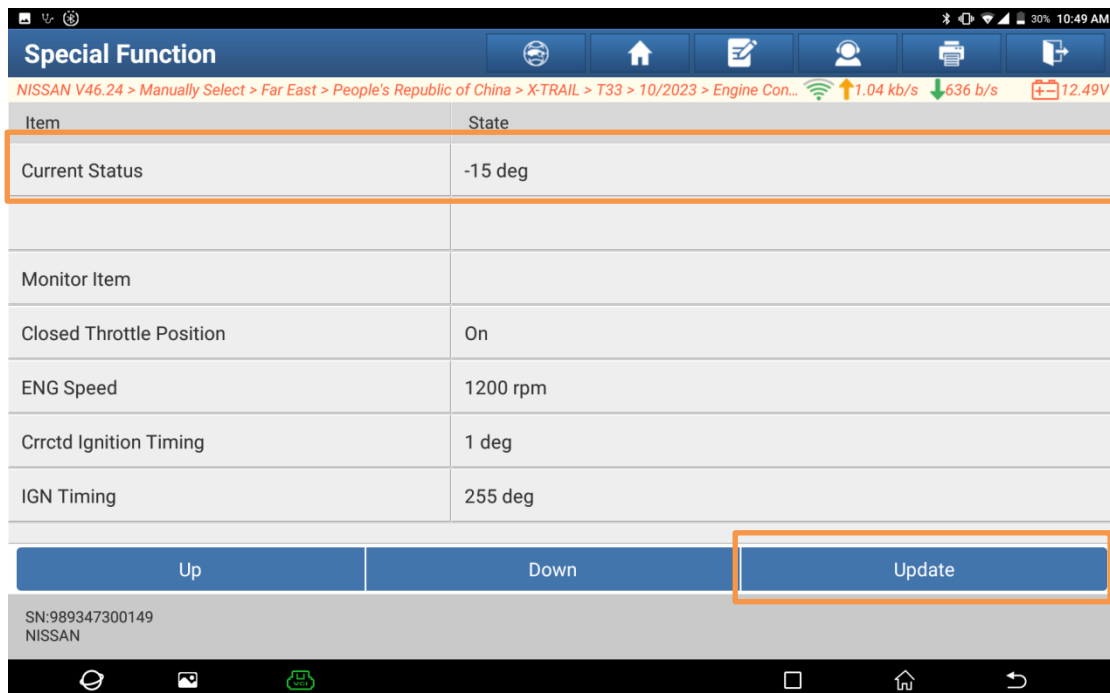 30% 10:49 AM
Special Function
NISSAN V46.24 > Manually Select > Far East > People's Republic of China > X-TRAIL > T33 > 10/2023 > Engine Con... 1.04 kb/s 636 b/s 12.49V
Item State
Current Status -15 deg
Monitor Item
Closed Throttle Position On
ENG Speed 1200 rpm
Crrctd Ignition Timing 1 deg
IGN Timing 255 deg
Up Down Update
SN:989347300149
NISSAN
VCI